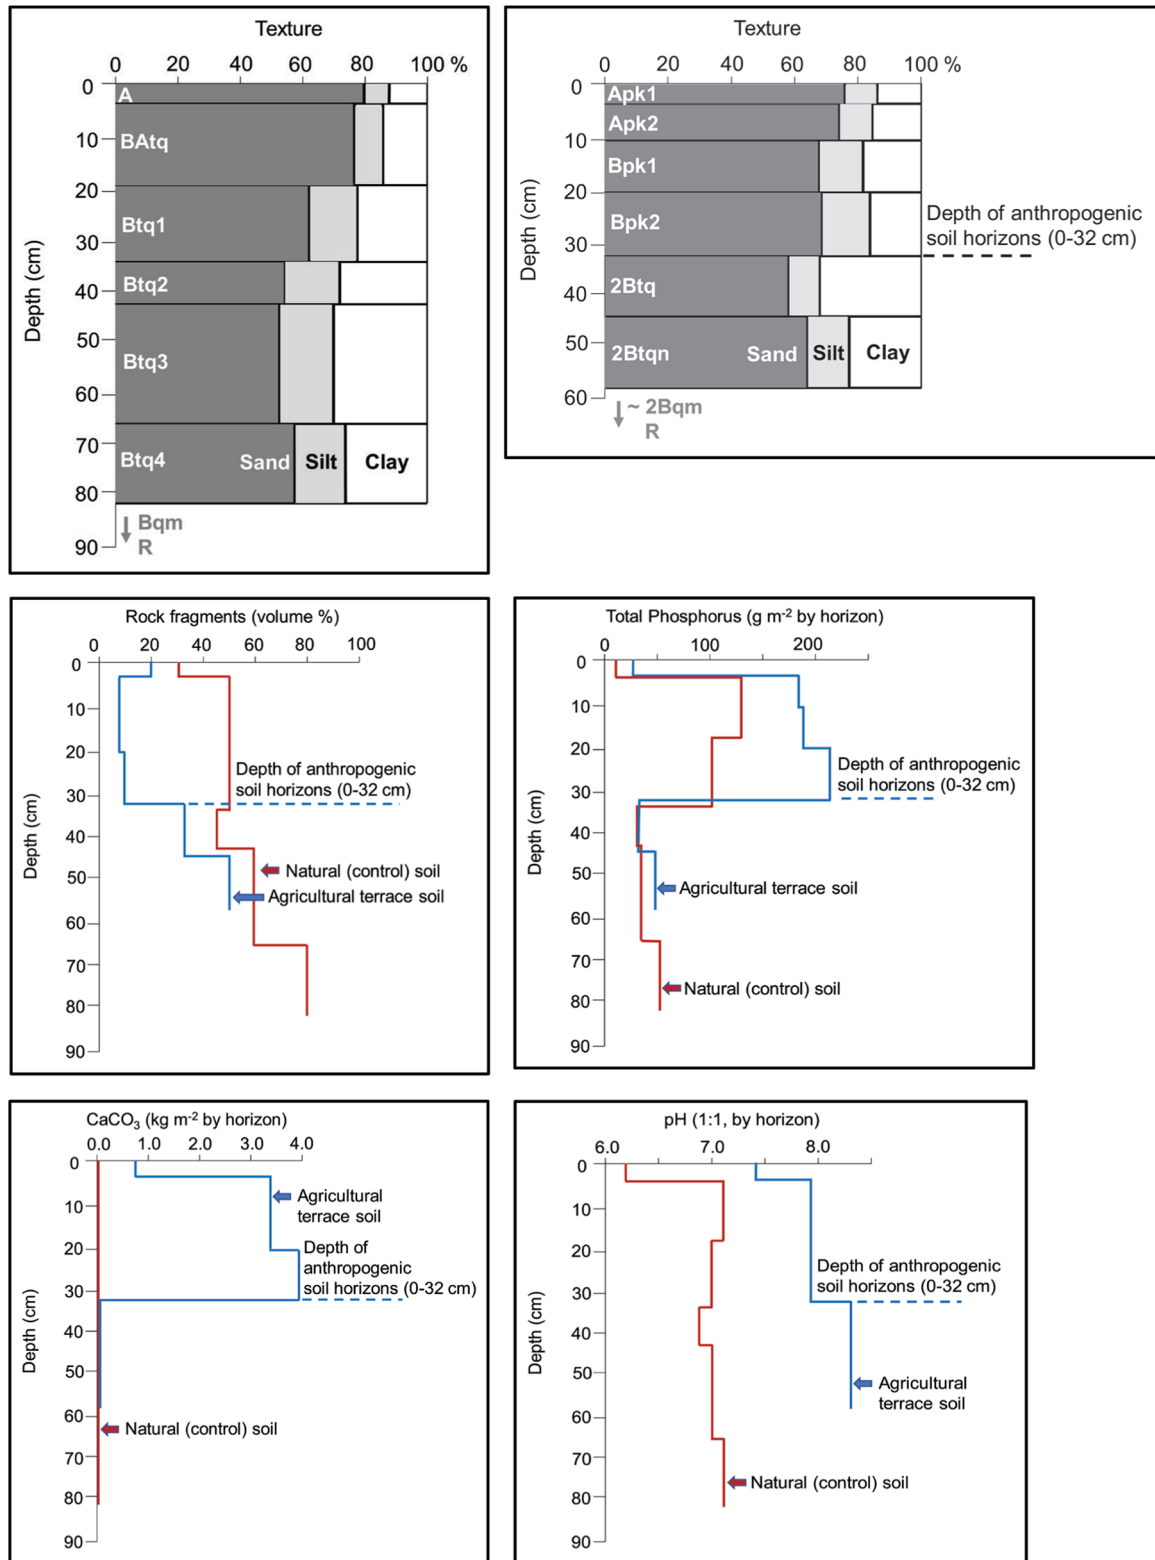 Texture
0 20 40 60 80 100 %
0
10
20
30
40
50
60
70
80
90
Depth (cm)
A
BAtq
Btq1
Btq2
Btq3
Btq4 Sand Silt Clay
Bqm
R
Texture
0 20 40 60 80 100 %
0
10
20
30
40
50
60
Depth (cm)
Apk1
Apk2
Bpk1
Bpk2
2Btq
2Btqn Sand Silt Clay
~ 2Bqm
R
Depth of anthropogenic
soil horizons (0-32 cm)
Rock fragments (volume %)
0 20 40 60 80 100
0
10
20
30
40
50
60
70
80
90
Depth (cm)
Depth of anthropogenic
soil horizons (0-32 cm)
Natural (control) soil
Agricultural terrace soil
Total Phosphorus (g m-2 by horizon)
0 100 200
0
10
20
30
40
50
60
70
80
90
Depth (cm)
Depth of anthropogenic
soil horizons (0-32 cm)
Agricultural terrace soil
Natural (control) soil
CaCO3 (kg m-2 by horizon)
0.0 1.0 2.0 3.0 4.0
0
10
20
30
40
50
60
70
80
90
Depth (cm)
Agricultural
terrace soil
Depth of
anthropogenic
soil horizons (0-32 cm)
Natural (control) soil
pH (1:1, by horizon)
6.0 7.0 8.0
0
10
20
30
40
50
60
70
80
90
Depth (cm)
Depth of anthropogenic
soil horizons (0-32 cm)
Agricultural
terrace soil
Natural (control) soil